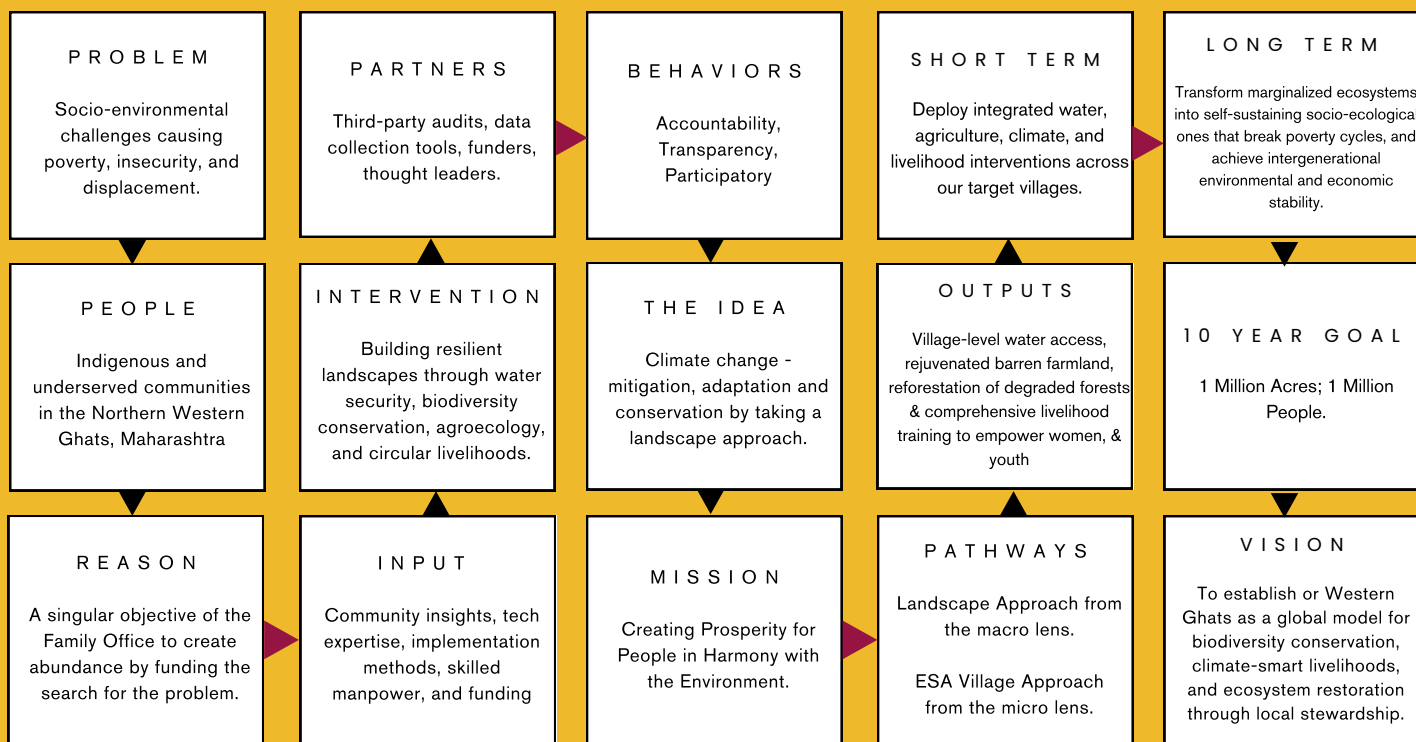 PROBLEM
Socio-environmental
challenges causing
poverty, insecurity, and
displacement.
PEOPLE
Indigenous and
underserved communities
in the Northern Western
Ghats, Maharashtra
REASON
A singular objective of the
Family Office to create
abundance by funding the
search for the problem.
INPUT
Community insights, tech
expertise, implementation
methods, skilled
manpower, and funding
INTERVENTION
Building resilient
landscapes through water
security, biodiversity
conservation, agroecology,
and circular livelihoods.
PARTNERS
Third-party audits, data
collection tools, funders,
thought leaders.
BEHAVIORS
Accountability,
Transparency,
Participatory
THE IDEA
Climate change -
mitigation, adaptation and
conservation by taking a
landscape approach.
MISSION
Creating Prosperity for
People in Harmony with
the Environment.
PATHWAYS
Landscape Approach from
the macro lens.
ESA Village Approach
from the micro lens.
OUTPUTS
Village-level water access,
rejuvenated barren farmland,
reforestation of degraded forests
& comprehensive livelihood
training to empower women, &
youth
SHORT TERM
Deploy integrated water,
agriculture, climate, and
livelihood interventions across
our target villages.
LONG TERM
Transform marginalized ecosystems
into self-sustaining socio-ecological
ones that break poverty cycles, and
achieve intergenerational
environmental and economic
stability.
10 YEAR GOAL
1 Million Acres; 1 Million
People.
VISION
To establish or Western
Ghats as a global model for
biodiversity conservation,
climate-smart livelihoods,
and ecosystem restoration
through local stewardship.